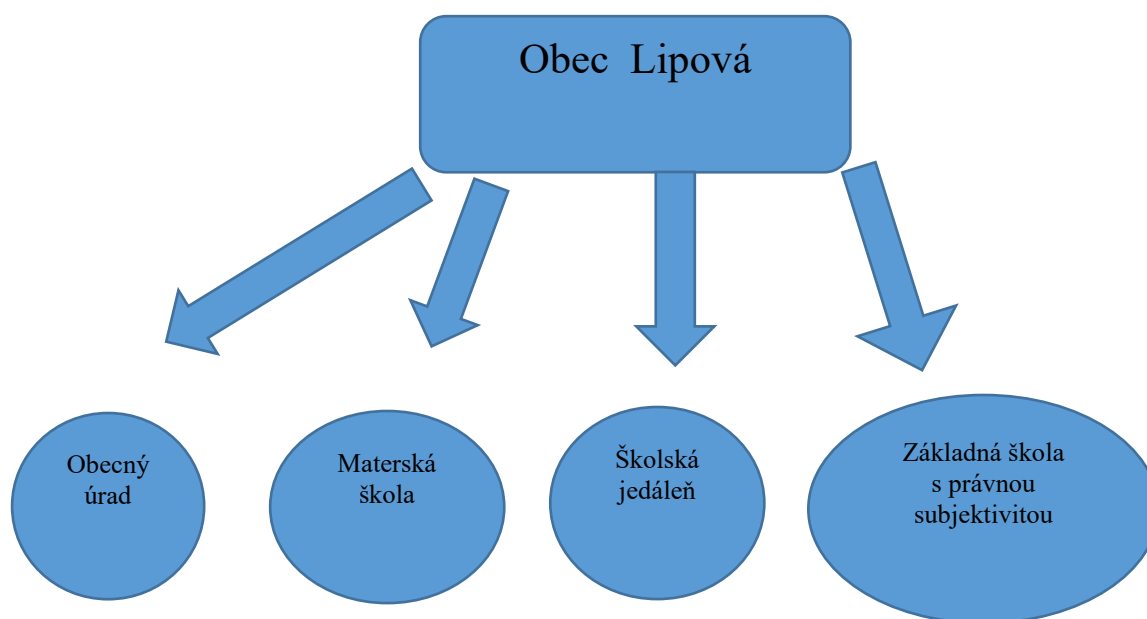 Obec Lipová
Obecný
úrad
Materská
škola
Školská
jedáleň
Základná škola
s právnou
subjektivitou